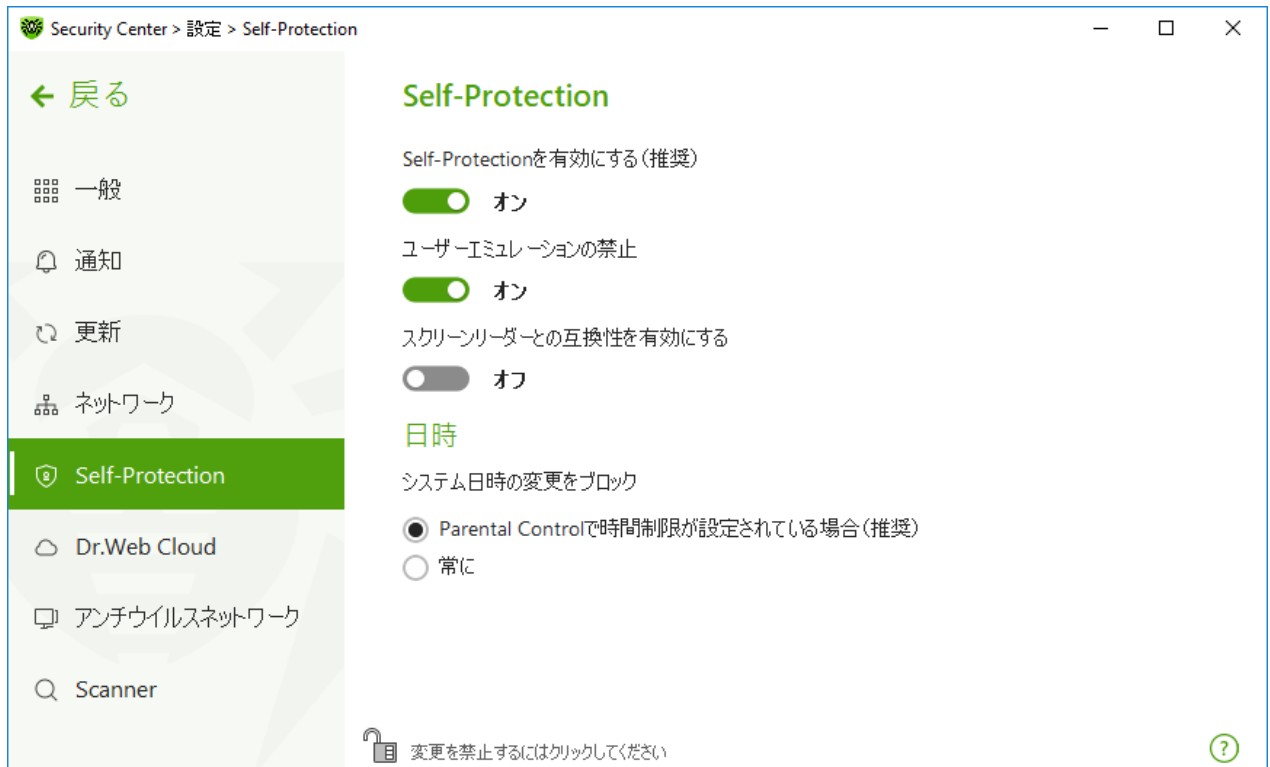 Security Center > 設定 > Self-Protection
戻る
一般
通知
更新
ネットワーク
Self-Protection
Dr.Web Cloud
アンチウイルスネットワーク
Scanner
Self-Protection
Self-Protectionを有効にする（推奨）
オン
ユーザーエミュレーションの禁止
オン
スクリーンリーダーとの互換性を有効にする
オフ
日時
システム日時の変更をブロック
Parental Controlで時間制限が設定されている場合（推奨）
常に
変更を禁止するにはクリックしてください
?